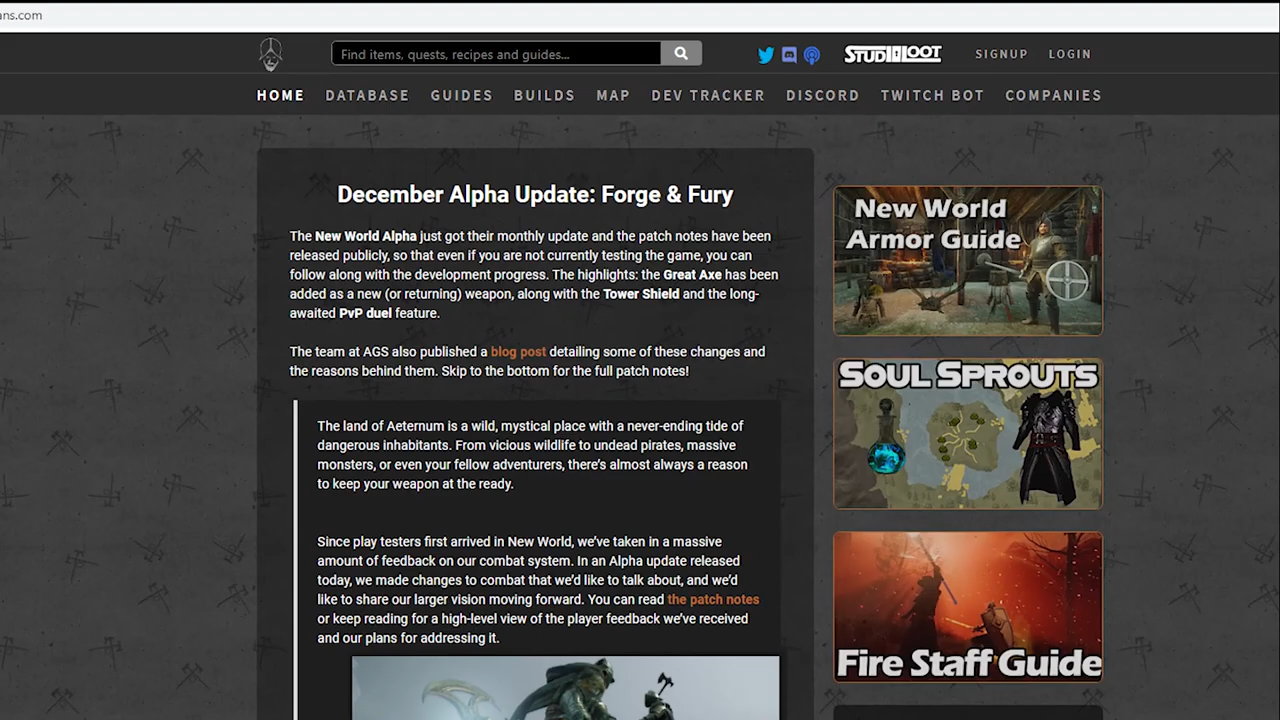 ans.com
Find items, quests, recipes and guides...
STUDIOLOOT
SIGNUP LOGIN
HOME DATABASE GUIDES BUILDS MAP DEV TRACKER DISCORD TWITCH BOT COMPANIES
December Alpha Update: Forge & Fury
The New World Alpha just got their monthly update and the patch notes have been
released publicly, so that even if you are not currently testing the game, you can
follow along with the development progress. The highlights: the Great Axe has been
added as a new (or returning) weapon, along with the Tower Shield and the long-
awaited PvP duel feature.
The team at AGS also published a blog post detailing some of these changes and
the reasons behind them. Skip to the bottom for the full patch notes!
The land of Aeternum is a wild, mystical place with a never-ending tide of
dangerous inhabitants. From vicious wildlife to undead pirates, massive
monsters, or even your fellow adventurers, there's almost always a reason
to keep your weapon at the ready.
Since play testers first arrived in New World, we've taken in a massive
amount of feedback on our combat system. In an Alpha update released
today, we made changes to combat that we'd like to talk about, and we'd
like to share our larger vision moving forward. You can read the patch notes
or keep reading for a high-level view of the player feedback we've received
and our plans for addressing it.
New World
Armor Guide
SOUL SPROUTS
Fire Staff Guide